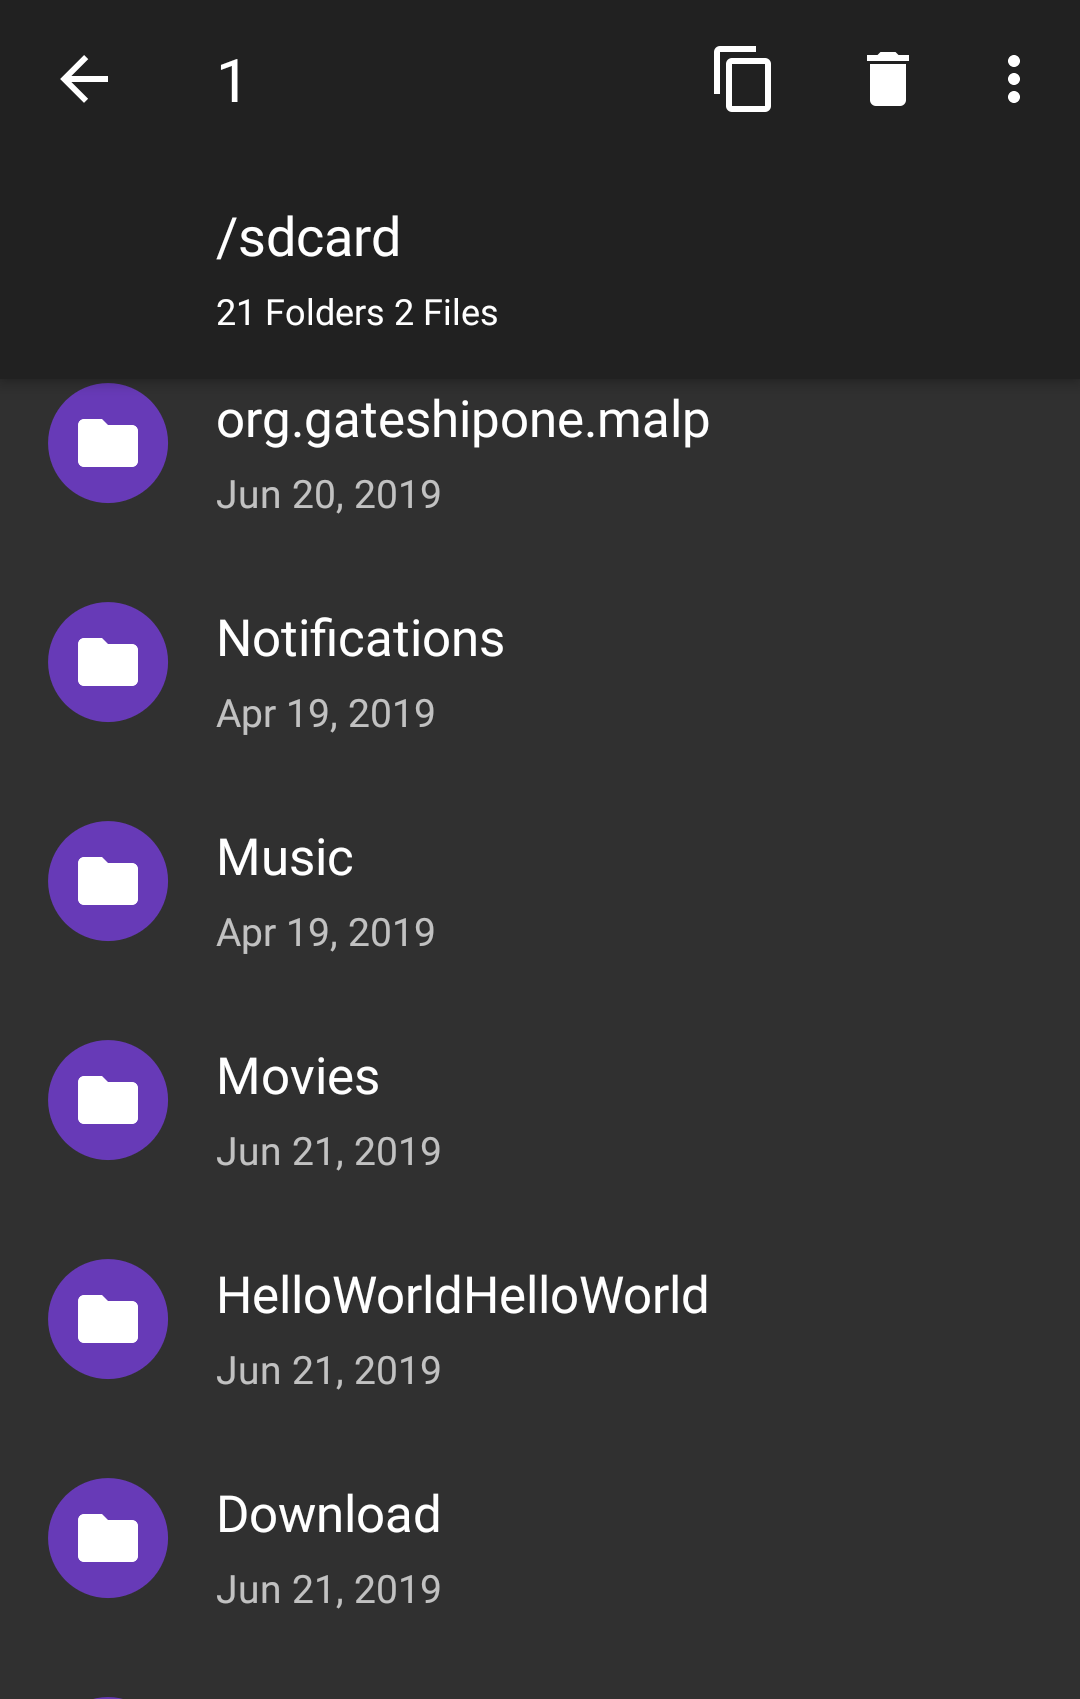 1
/sdcard
21 Folders 2 Files
org.gateshipone.malp
Jun 20, 2019
Notifications
Apr 19, 2019
Music
Apr 19, 2019
Movies
Jun 21, 2019
HelloWorldHelloWorld
Jun 21, 2019
Download
Jun 21, 2019